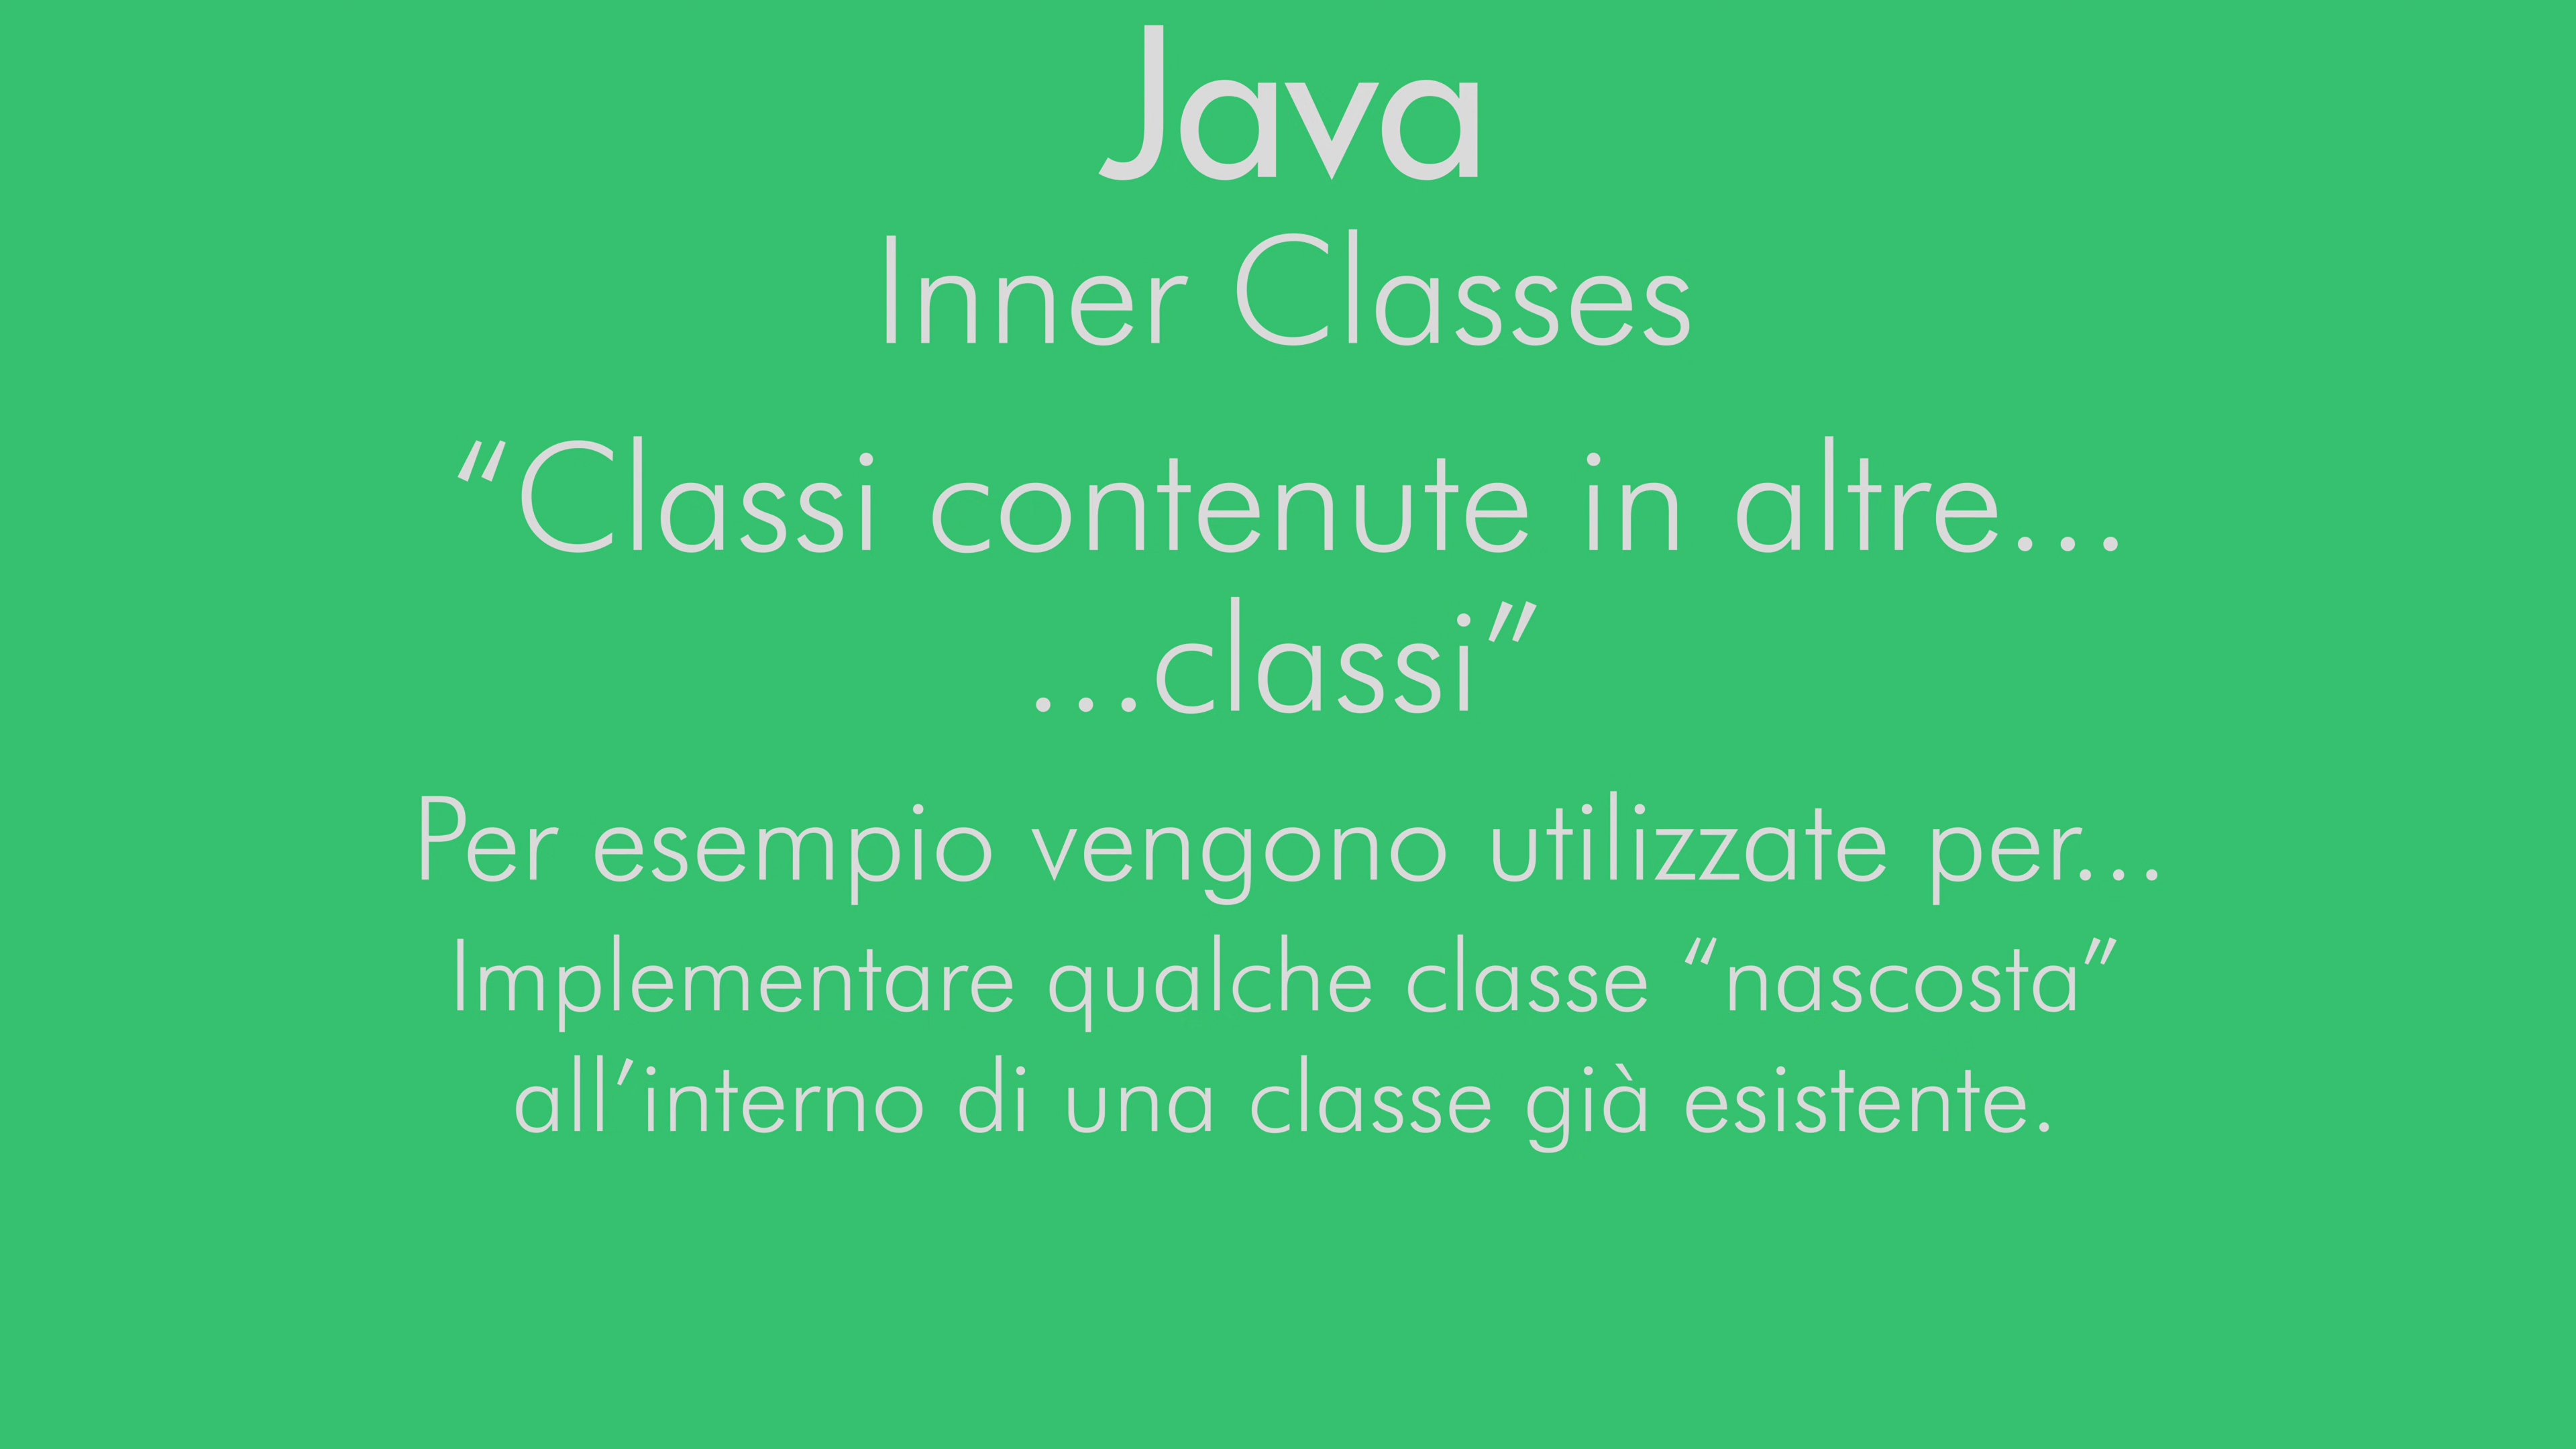 Java
Inner Classes
“Classi contenute in altre...
...classi”
Per esempio vengono utilizzate per...
Implementare qualche classe “nascosta”
all’interno di una classe già esistente.